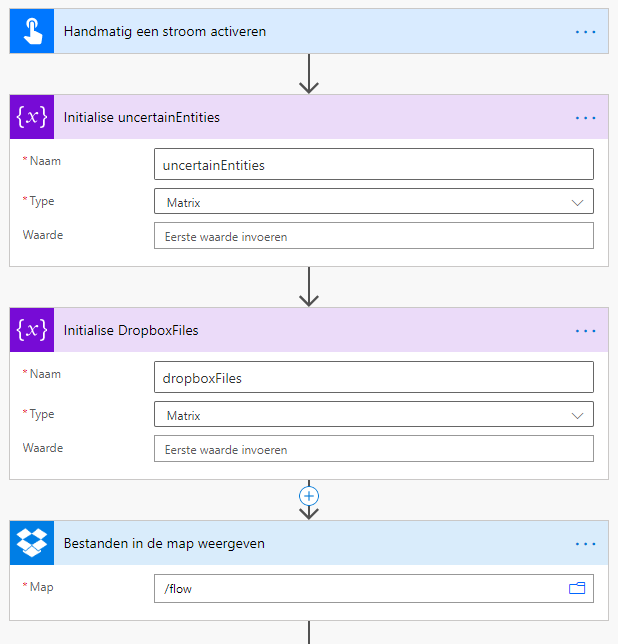 Handmatig een stroom activeren
{x} Initialise uncertainEntities
* Naam uncertainEntities
* Type Matrix
Waarde Eerste waarde invoeren
{x} Initialise DropboxFiles
* Naam dropboxFiles
* Type Matrix
Waarde Eerste waarde invoeren
Bestanden in de map weergeven
* Map /flow